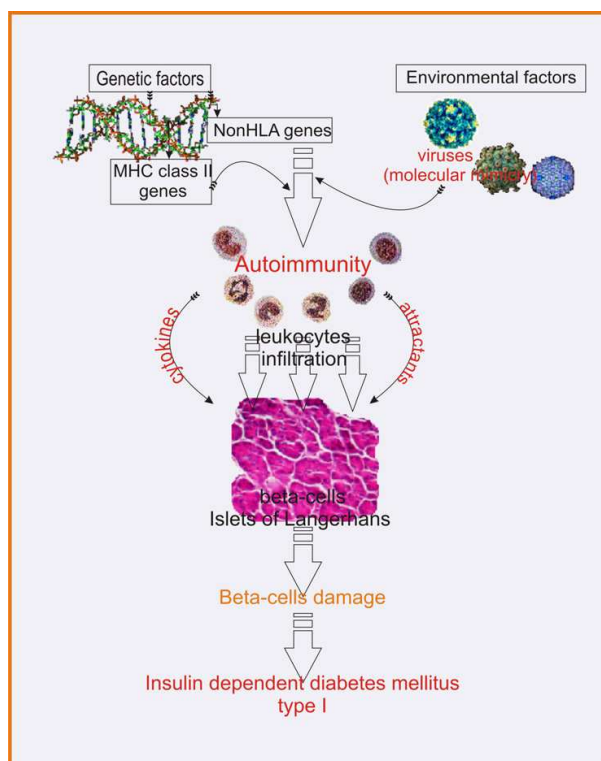 Genetic factors
Environmental factors
NonHLA genes
MHC class II
genes
viruses
(molecular mimicry)
Autoimmunity
cytokines
attractants
leukocytes
infiltration
beta-cells
Islets of Langerhans
Beta-cells damage
Insulin dependent diabetes mellitus
type I